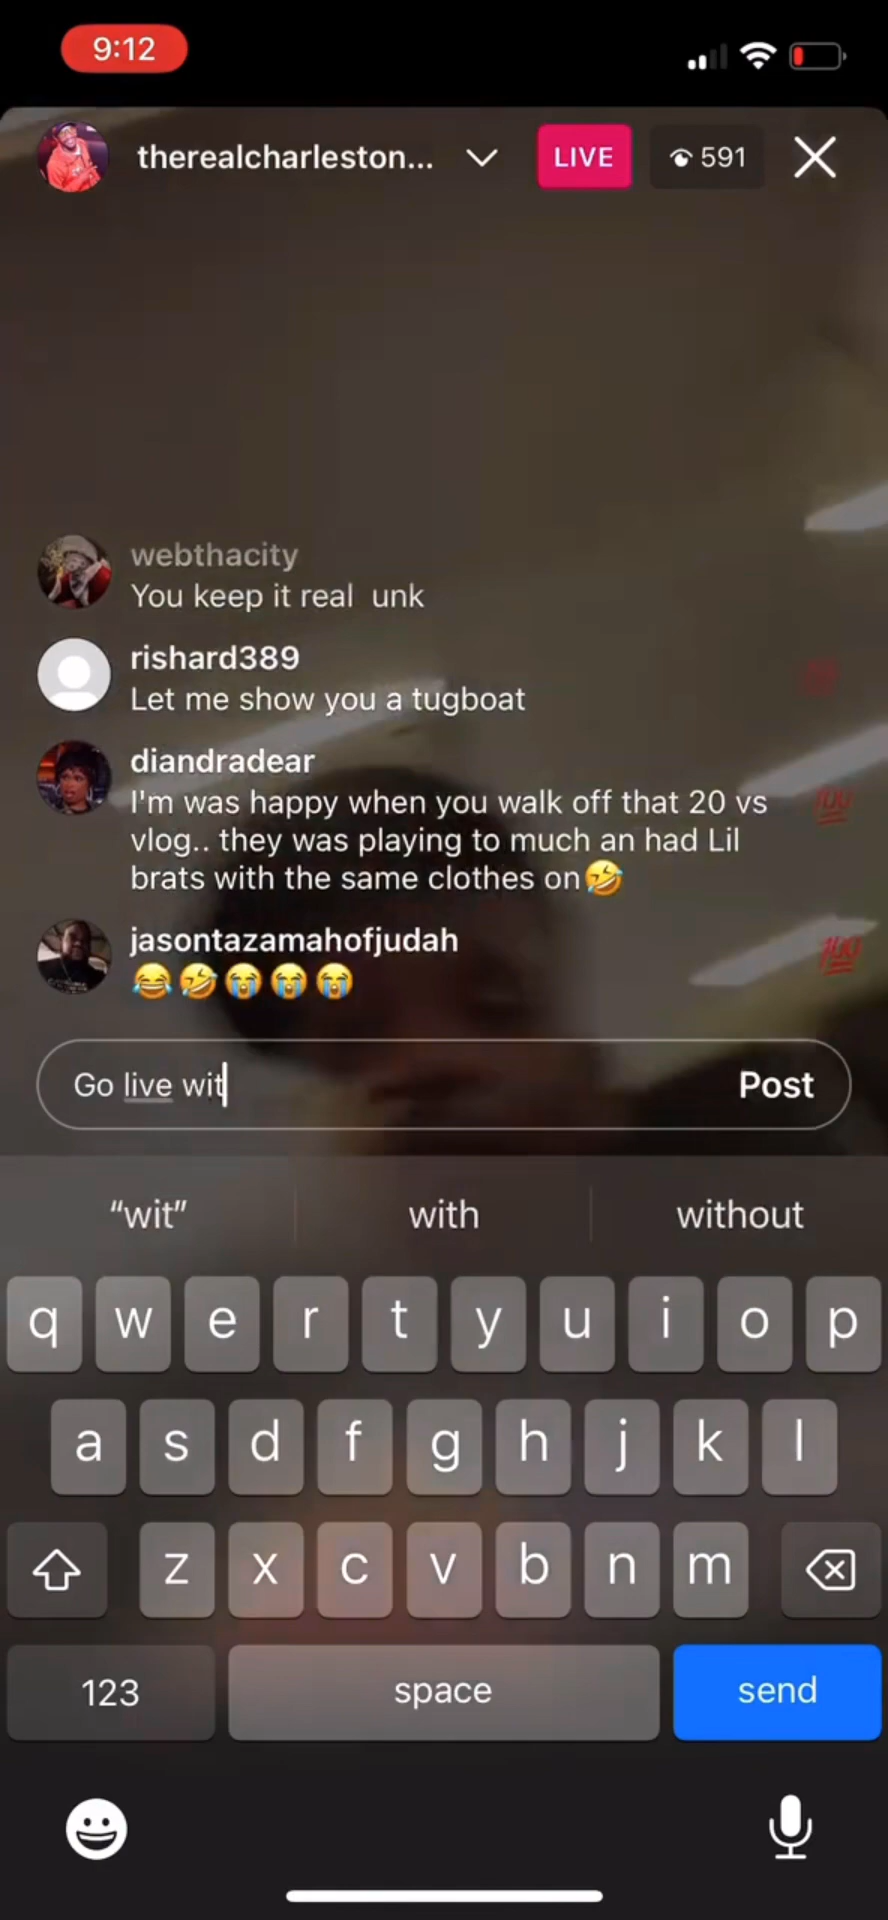 9:12
therealcharleston...
LIVE
591
webthacity
You keep it real unk
rishard389
Let me show you a tugboat
diandradear
I'm was happy when you walk off that 20 vs
vlog.. they was playing to much an had Lil
brats with the same clothes on🤣
jasontazamahofjudah
😂🤣😭😭😭
Go live wit
Post
“wit” with without
q w e r t y u i o p
a s d f g h j k l
z x c v b n m
123 space send